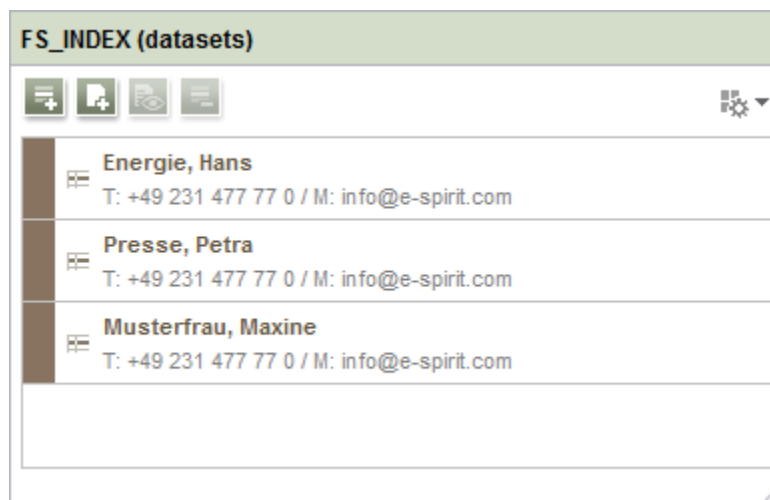 FS_INDEX (datasets)
Energie, Hans
T: +49 231 477 77 0 / M: info@e-spirit.com
Presse, Petra
T: +49 231 477 77 0 / M: info@e-spirit.com
Musterfrau, Maxine
T: +49 231 477 77 0 / M: info@e-spirit.com